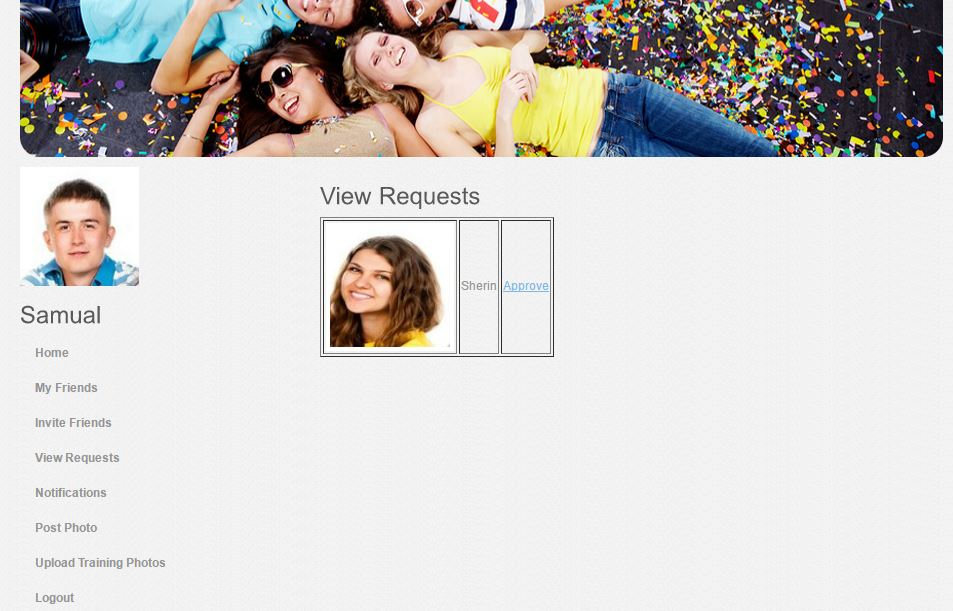 View Requests
Sherin Approve
Samual
Home
My Friends
Invite Friends
View Requests
Notifications
Post Photo
Upload Training Photos
Logout